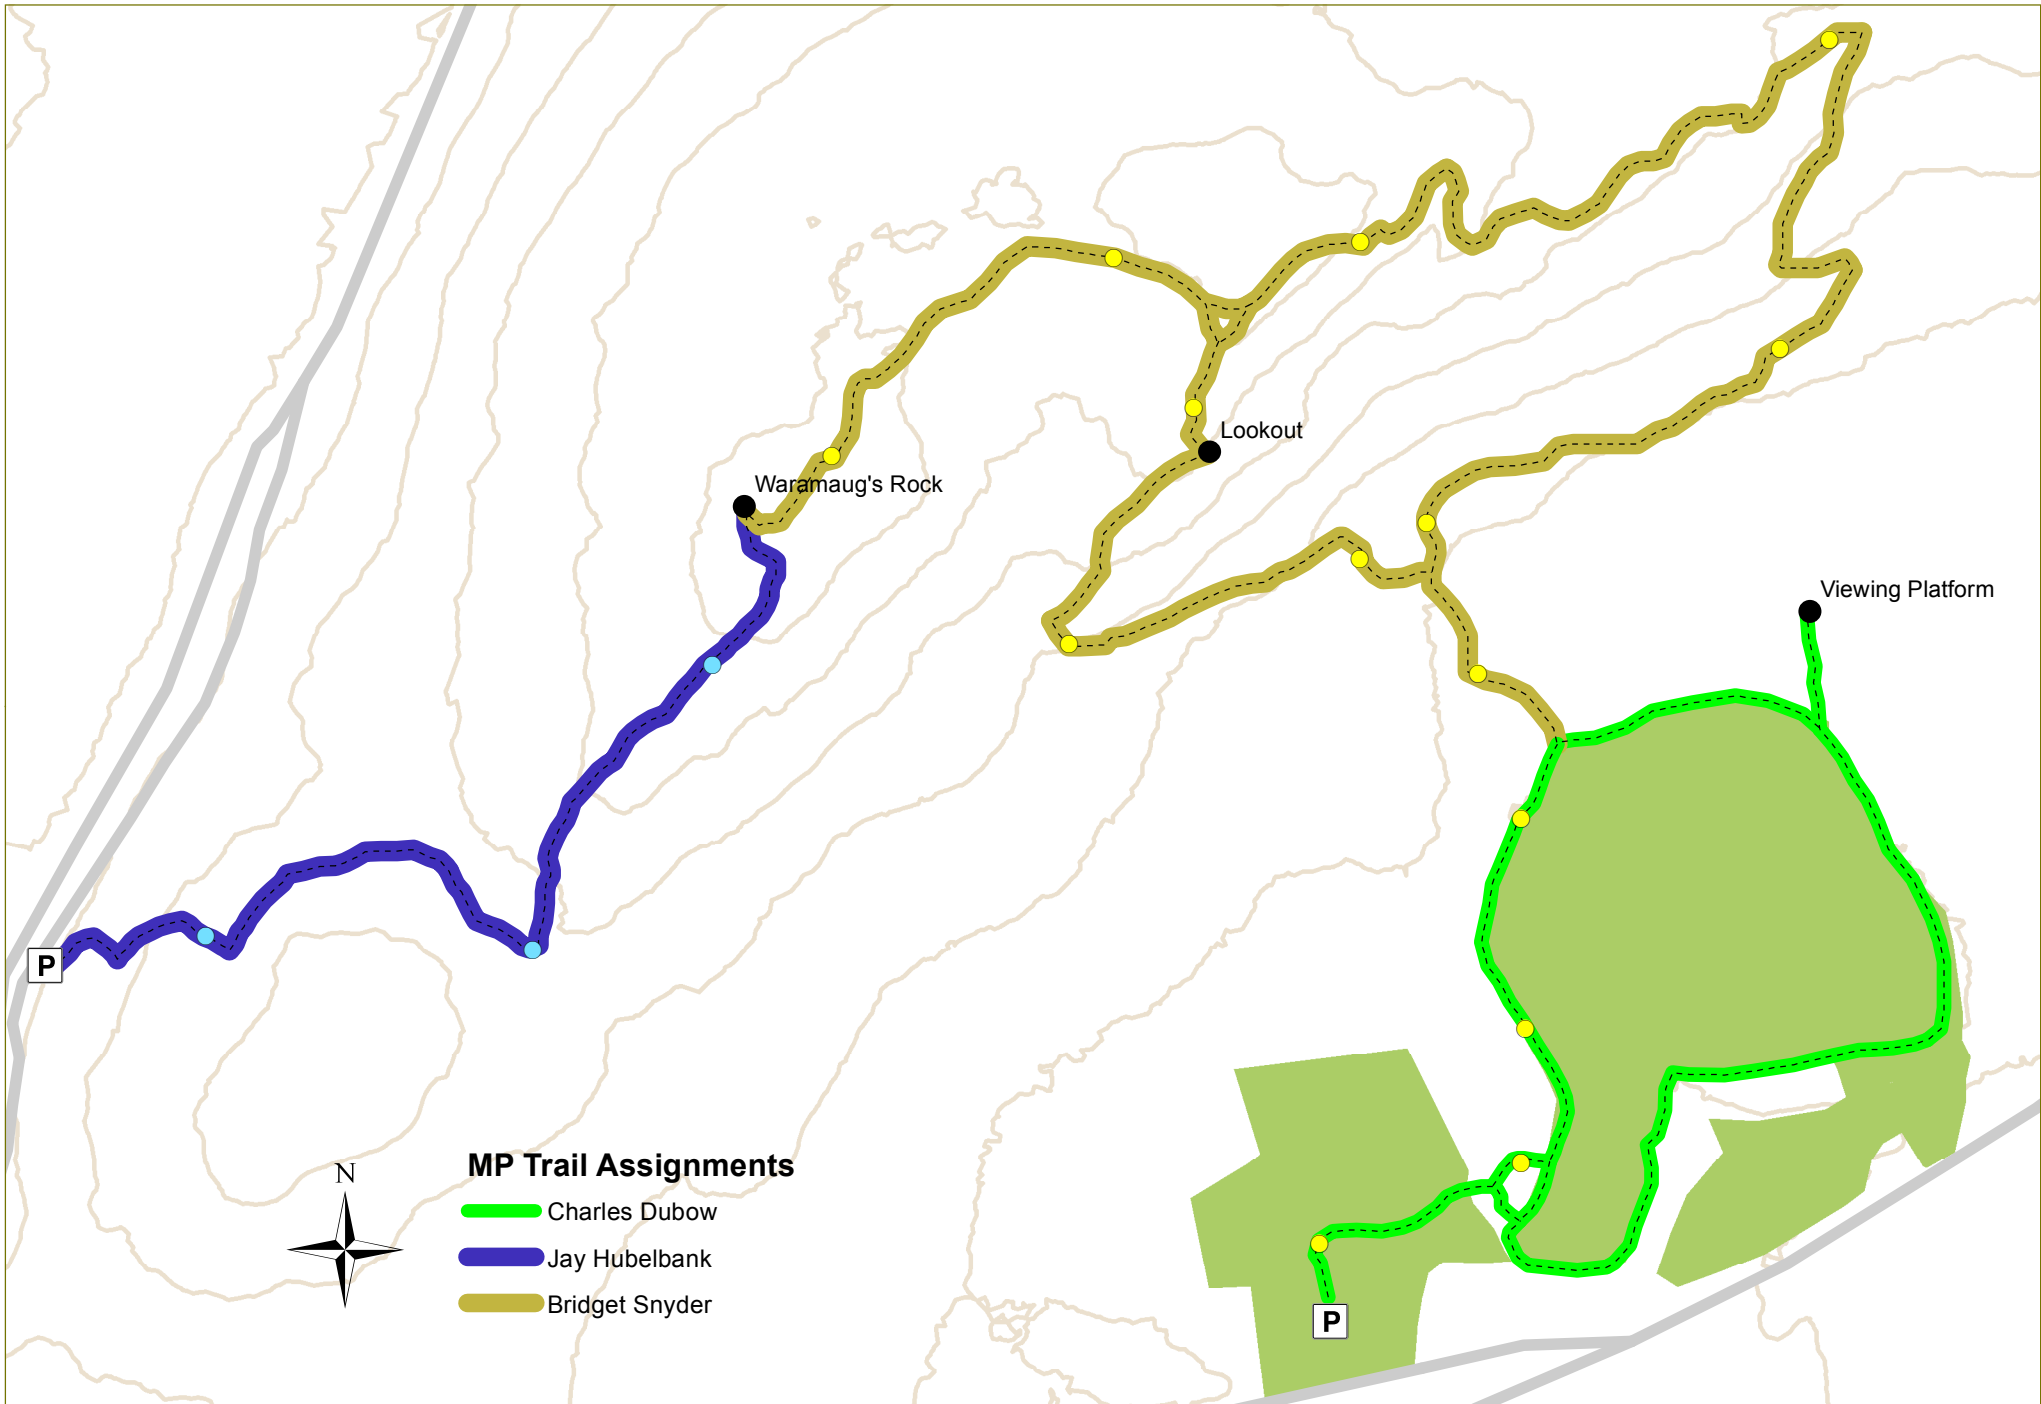 Lookout
Waramaug's Rock
Viewing Platform
P
N
MP Trail Assignments
Charles Dubow
Jay Hubelbank
Bridget Snyder
P